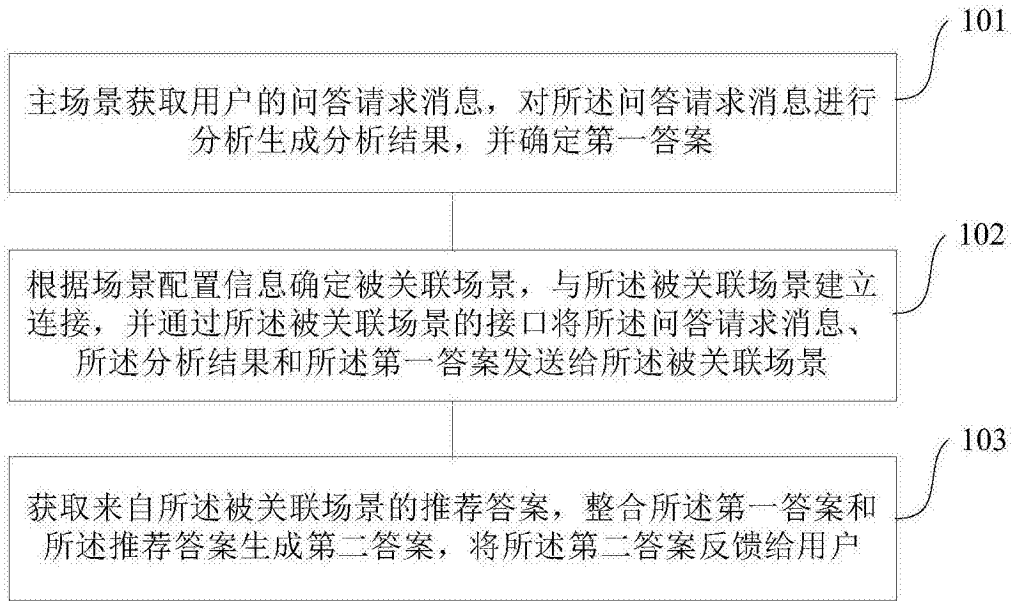 101
主场景获取用户的问答请求消息，对所述问答请求消息进行
分析生成分析结果，并确定第一答案
102
根据场景配置信息确定被关联场景，与所述被关联场景建立
连接，并通过所述被关联场景的接口将所述问答请求消息、
所述分析结果和所述第一答案发送给所述被关联场景
103
获取来自所述被关联场景的推荐答案，整合所述第一答案和
所述推荐答案生成第二答案，将所述第二答案反馈给用户